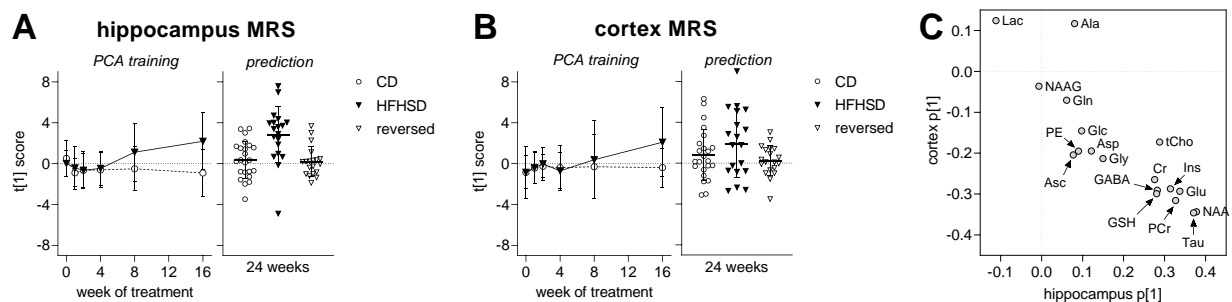 A
hippocampus MRS
PCA training
prediction
8
4
0
-4
-8
t[1] score
0
4
8
12
16
week of treatment
24 weeks
CD
HFHSD
reversed
B
cortex MRS
PCA training
prediction
8
4
0
-4
-8
t[1] score
0
4
8
12
16
week of treatment
24 weeks
CD
HFHSD
reversed
C
0.1
0.0
-0.1
-0.2
-0.3
-0.4
cortex p[1]
Lac
Ala
NAAG
Gln
Glc
tCho
PE
Asp
Gly
Asc
Cr
Ins
GABA
Glu
GSH
PCr
NAA
Tau
-0.1
0.0
0.1
0.2
0.3
0.4
hippocampus p[1]